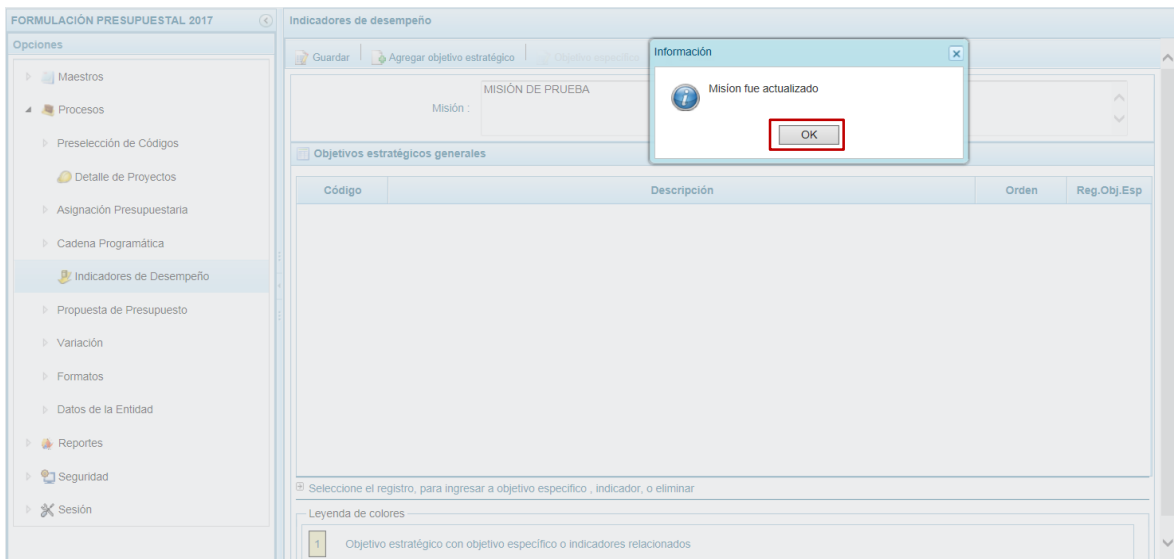 FORMULACIÒN PRESUPUESTAL 2017
Opciones
Maestros
Procesos
Preselección de Códigos
Detalle de Proyectos
Asignación Presupuestaria
Cadena Programática
Indicadores de Desempeño
Propuesta de Presupuesto
Variación
Formatos
Datos de la Entidad
Reportes
Seguridad
Sesión
Indicadores de desempeño
Guardar Agregar objetivo estratégico Objetivo específico
Misión : MISIÓN DE PRUEBA
Información
Misíon fue actualizado
OK
Objetivos estratégicos generales
Código Descripción Orden Reg.Obj.Esp
Seleccione el registro, para ingresar a objetivo especifico , indicador, o eliminar
Leyenda de colores
1 Objetivo estratégico con objetivo específico o indicadores relacionados